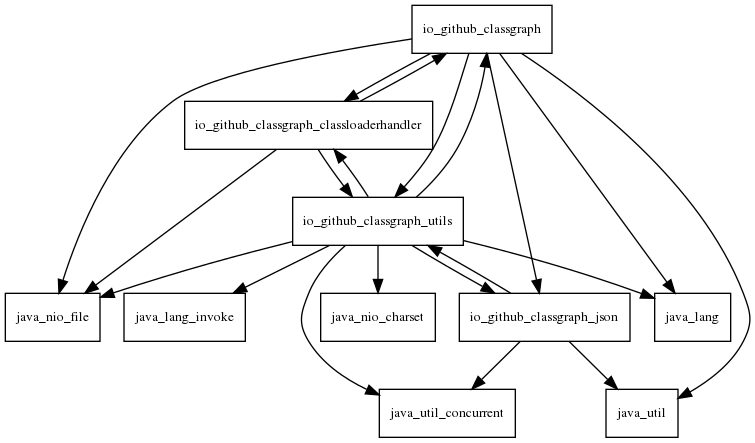 io_github_classgraph
io_github_classgraph_classloaderhandler
io_github_classgraph_utils
java_nio_file
java_lang_invoke
java_nio_charset
io_github_classgraph_json
java_lang
java_util_concurrent
java_util